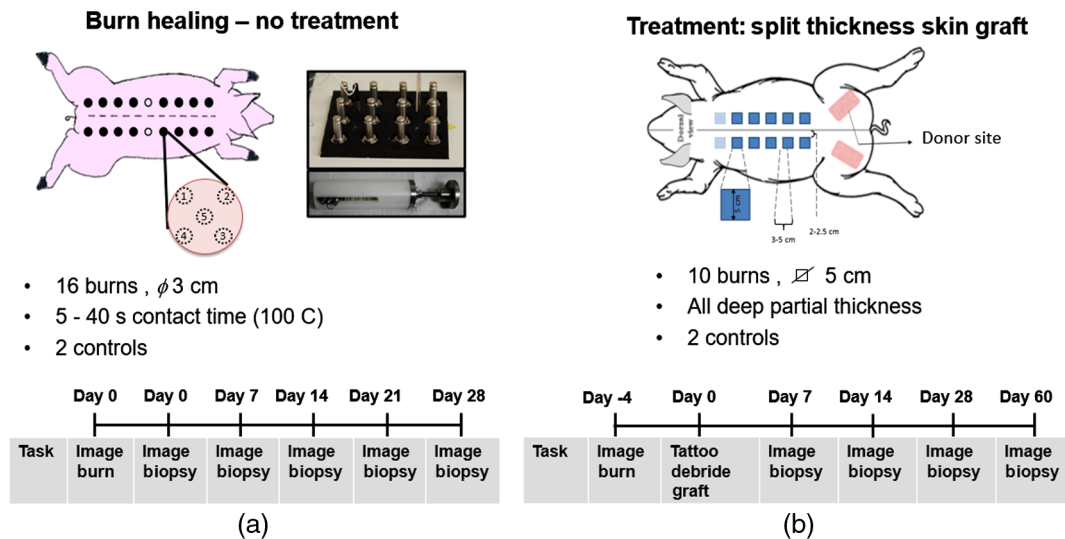 Burn healing – no treatment
1
2
5
4
3
• 16 burns , ϕ 3 cm
• 5 - 40 s contact time (100 C)
• 2 controls
Day 0 Day 0 Day 7 Day 14 Day 21 Day 28
Task Image Image Image Image Image Image
burn biopsy biopsy biopsy biopsy biopsy
(a)
Treatment: split thickness skin graft
Dorsal
view
Donor site
5 cm
3-5 cm
2-2.5 cm
• 10 burns , 5 cm
• All deep partial thickness
• 2 controls
Day -4 Day 0 Day 7 Day 14 Day 28 Day 60
Task Image Tattoo Image Image Image Image
burn debride biopsy biopsy biopsy biopsy
graft
(b)